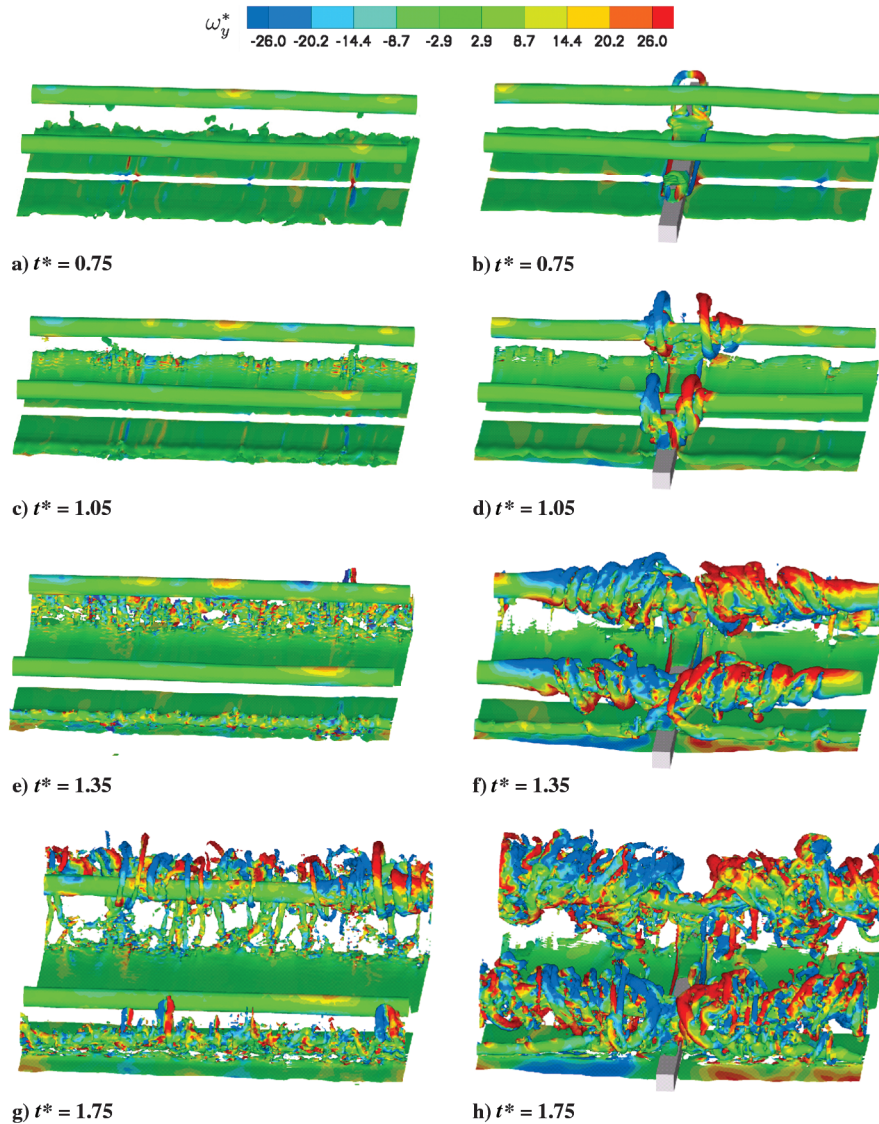 ω*y
-26.0 -20.2 -14.4 -8.7 -2.9 2.9 8.7 14.4 20.2 26.0
a) t* = 0.75
b) t* = 0.75
c) t* = 1.05
d) t* = 1.05
e) t* = 1.35
f) t* = 1.35
g) t* = 1.75
h) t* = 1.75